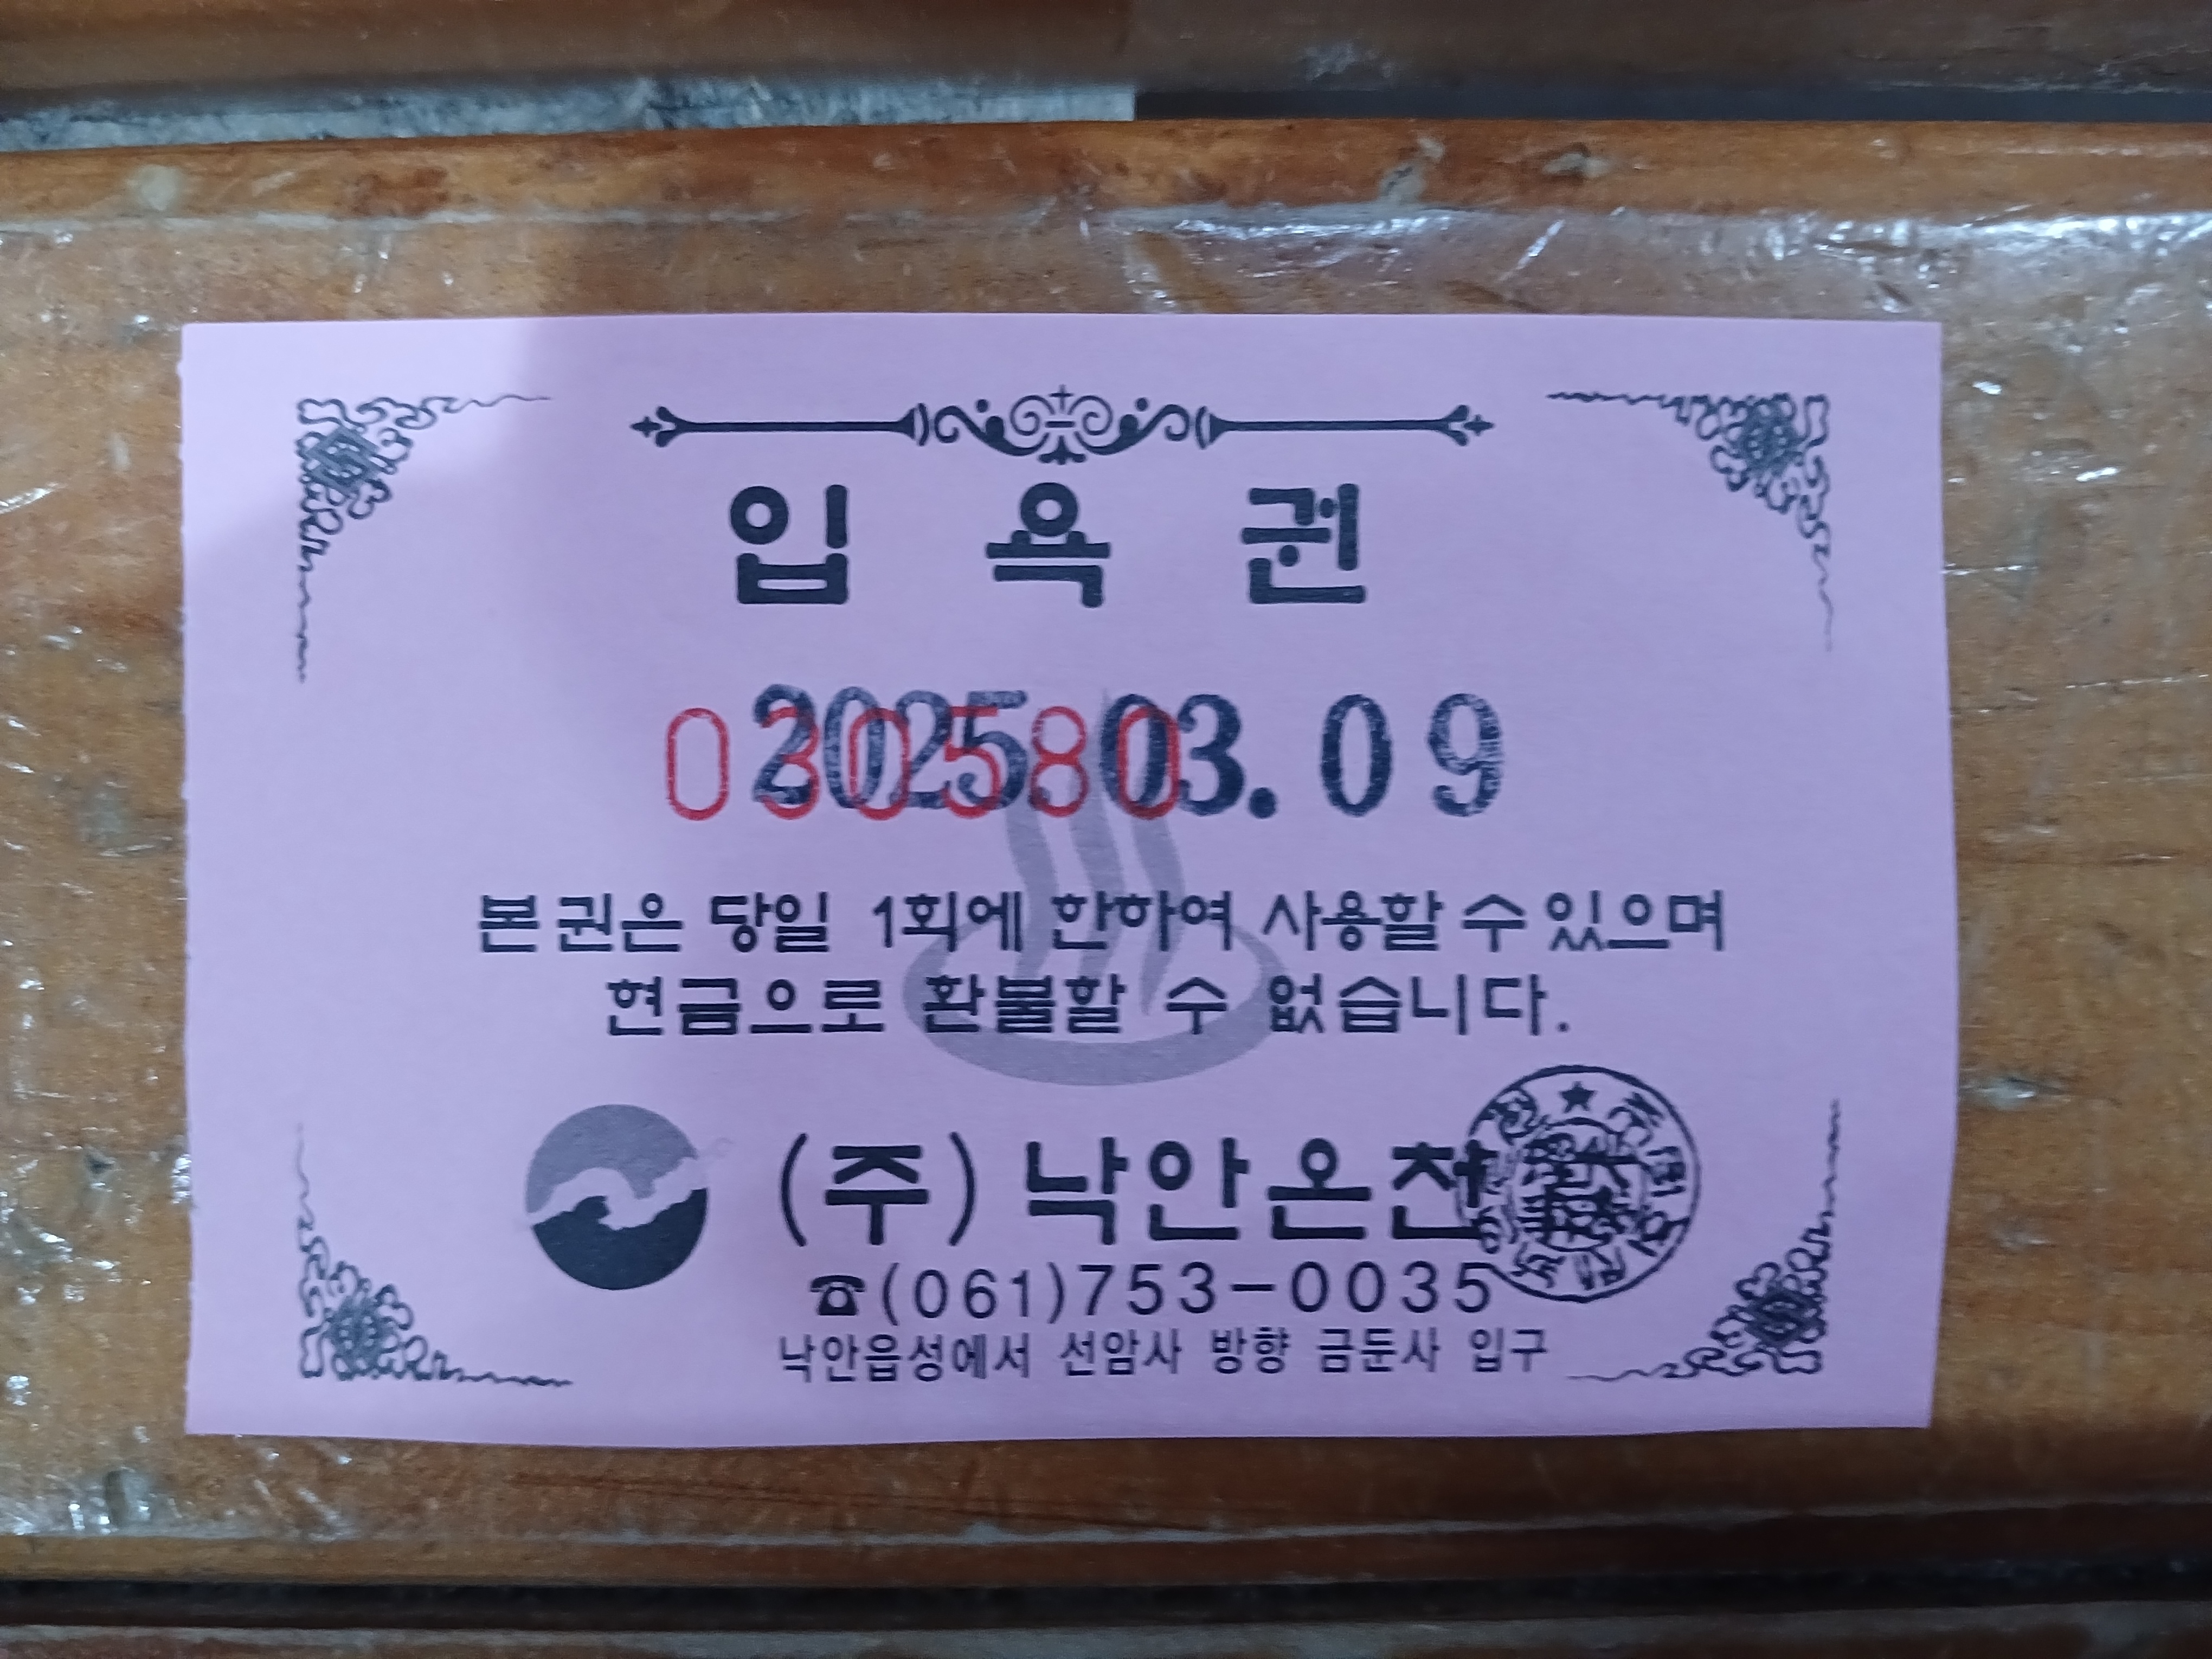 입 욕 권
0305800
2025.03.09
본 권은 당일 1회에 한하여 사용할 수 있으며
현금으로 환불할 수 없습니다.
(주) 낙안온천
☎(061)753-0035
낙안읍성에서 선암사 방향 금둔사 입구